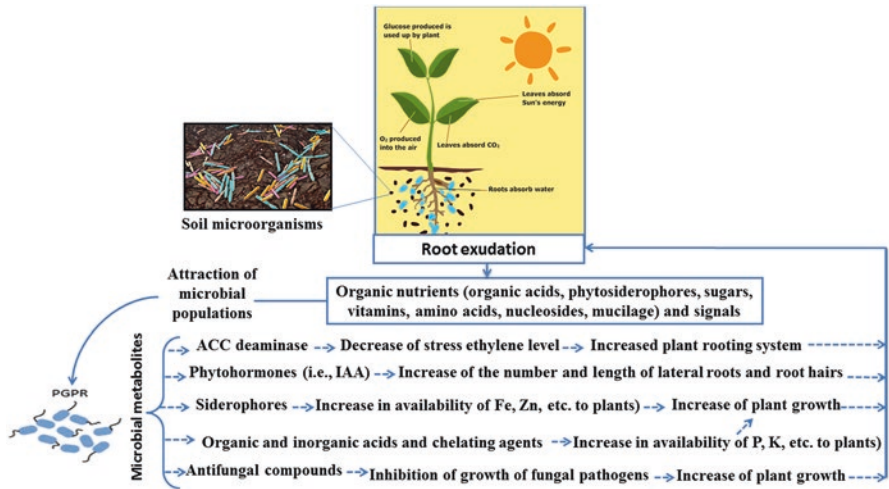 Glucose produced is
used up by plant
Leaves absord
Sun's energy
O₂ produced
into the air
Leaves absord CO₂
Roots absorb water
Soil microorganisms
Root exudation
Attraction of
microbial
populations
Organic nutrients (organic acids, phytosiderophores, sugars,
vitamins, amino acids, nucleosides, mucilage) and signals
PGPR
Microbial metabolites
ACC deaminase Decrease of stress ethylene level Increased plant rooting system
Phytohormones (i.e., IAA) Increase of the number and length of lateral roots and root hairs
Siderophores Increase in availability of Fe, Zn, etc. to plants) Increase of plant growth
Organic and inorganic acids and chelating agents Increase in availability of P, K, etc. to plants)
Antifungal compounds Inhibition of growth of fungal pathogens Increase of plant growth